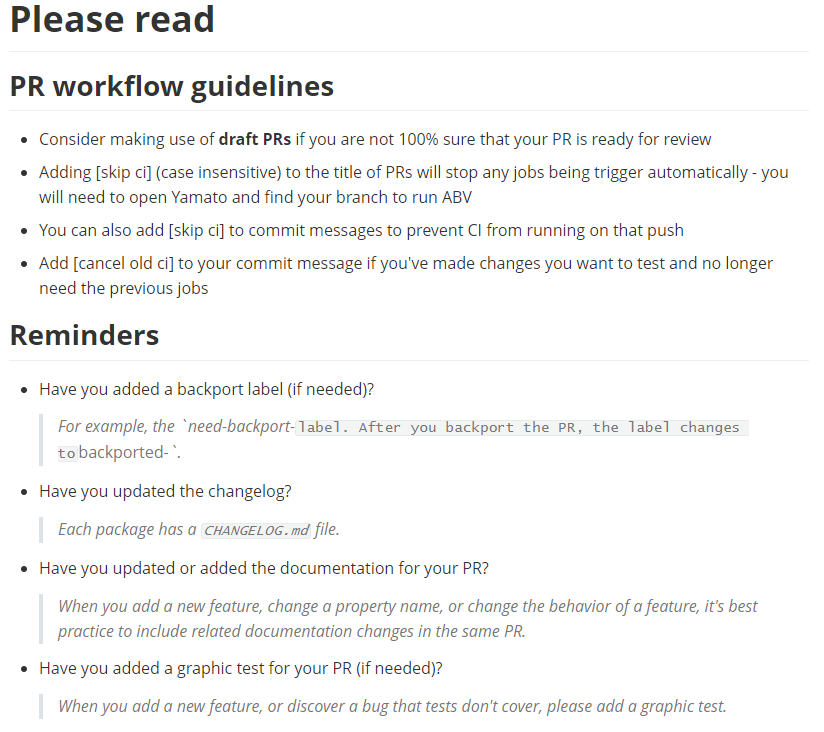 Please read
PR workflow guidelines
Consider making use of draft PRs if you are not 100% sure that your PR is ready for review
Adding [skip ci] (case insensitive) to the title of PRs will stop any jobs being trigger automatically - you
will need to open Yamato and find your branch to run ABV
You can also add [skip ci] to commit messages to prevent CI from running on that push
Add [cancel old ci] to your commit message if you've made changes you want to test and no longer
need the previous jobs
Reminders
Have you added a backport label (if needed)?
For example, the `need-backport-label. After you backport the PR, the label changes
to backported-`.
Have you updated the changelog?
Each package has a CHANGELOG.md file.
Have you updated or added the documentation for your PR?
When you add a new feature, change a property name, or change the behavior of a feature, it's best
practice to include related documentation changes in the same PR.
Have you added a graphic test for your PR (if needed)?
When you add a new feature, or discover a bug that tests don't cover, please add a graphic test.